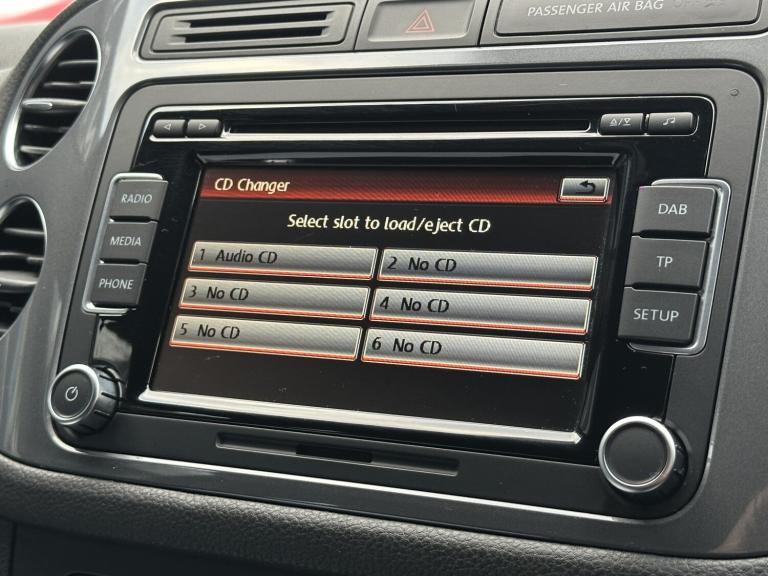 PASSENGER AIR BAG OFF
CD Changer
Select slot to load/eject CD
1 Audio CD
2 No CD
3 No CD
4 No CD
5 No CD
6 No CD
RADIO
MEDIA
PHONE
DAB
TP
SETUP